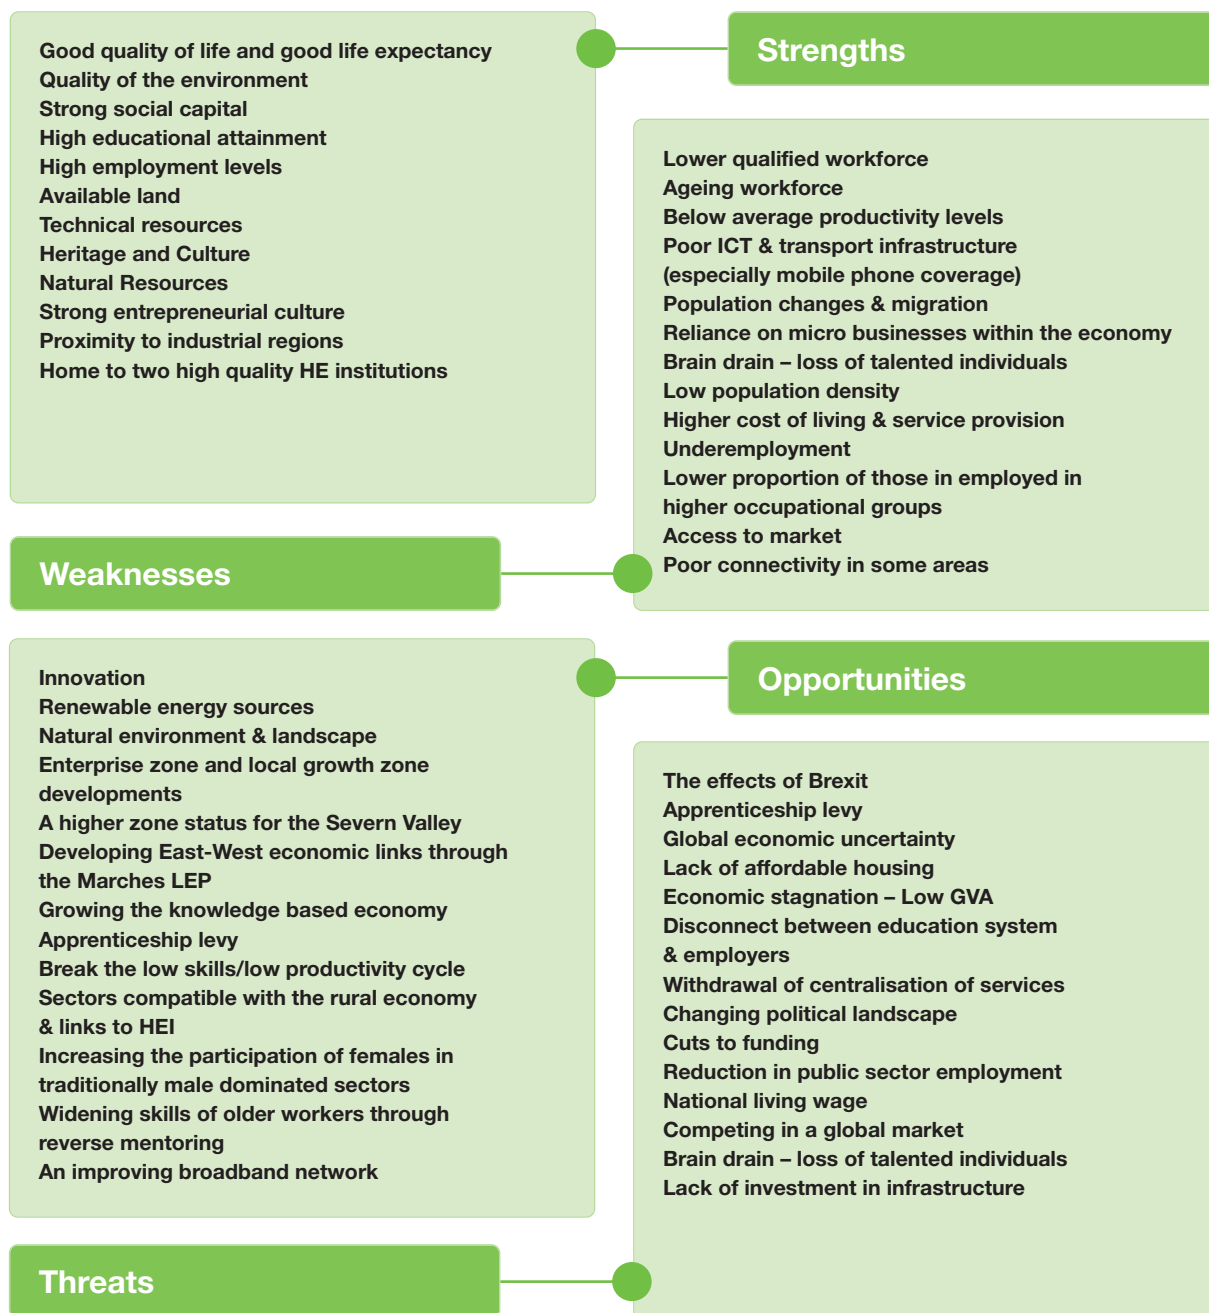 Strengths
Good quality of life and good life expectancy
Quality of the environment
Strong social capital
High educational attainment
High employment levels
Available land
Technical resources
Heritage and Culture
Natural Resources
Strong entrepreneurial culture
Proximity to industrial regions
Home to two high quality HE institutions
Weaknesses
Lower qualified workforce
Ageing workforce
Below average productivity levels
Poor ICT & transport infrastructure
(especially mobile phone coverage)
Population changes & migration
Reliance on micro businesses within the economy
Brain drain – loss of talented individuals
Low population density
Higher cost of living & service provision
Underemployment
Lower proportion of those in employed in
higher occupational groups
Access to market
Poor connectivity in some areas
Opportunities
Innovation
Renewable energy sources
Natural environment & landscape
Enterprise zone and local growth zone
developments
A higher zone status for the Severn Valley
Developing East-West economic links through
the Marches LEP
Growing the knowledge based economy
Apprenticeship levy
Break the low skills/low productivity cycle
Sectors compatible with the rural economy
& links to HEI
Increasing the participation of females in
traditionally male dominated sectors
Widening skills of older workers through
reverse mentoring
An improving broadband network
Threats
The effects of Brexit
Apprenticeship levy
Global economic uncertainty
Lack of affordable housing
Economic stagnation – Low GVA
Disconnect between education system
& employers
Withdrawal of centralisation of services
Changing political landscape
Cuts to funding
Reduction in public sector employment
National living wage
Competing in a global market
Brain drain – loss of talented individuals
Lack of investment in infrastructure